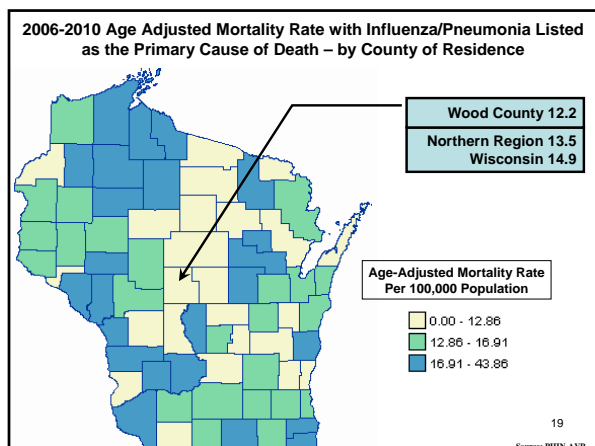 2006-2010 Age Adjusted Mortality Rate with Influenza/Pneumonia Listed
as the Primary Cause of Death – by County of Residence
Wood County 12.2
Northern Region 13.5
Wisconsin 14.9
Age-Adjusted Mortality Rate
Per 100,000 Population
0.00 - 12.86
12.86 - 16.91
16.91 - 43.86
19